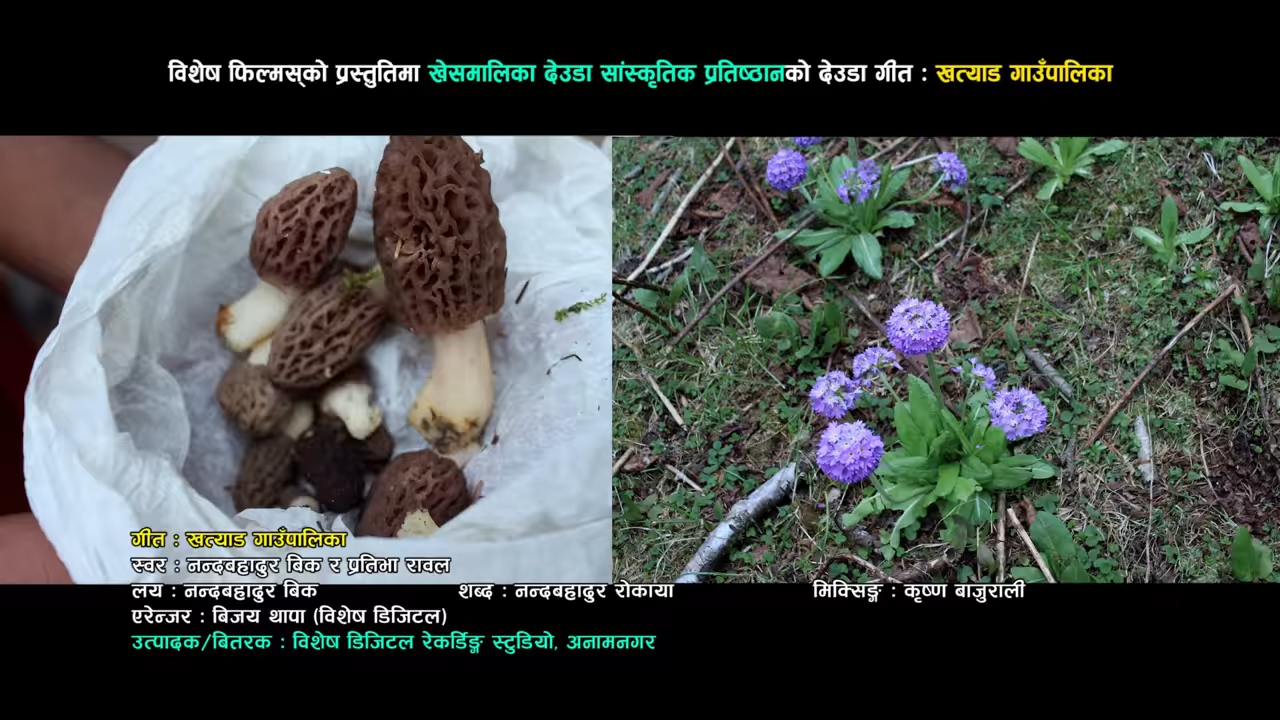 विशेष फिल्मस्को प्रस्तुतिमा खेसमालिका देउडा सांस्कृतिक प्रतिष्ठानको देउडा गीत : खत्याड गाउँपालिका
गीत : खत्याड गाउँपालिका
स्वर : नन्दबहादुर बिक र प्रतिभा रावल
लय : नन्दबहादुर बिक शब्द : नन्दबहादुर रोकाया मिक्सिङ्ग : कृष्ण बाजुराली
एरेन्जर : बिजय थापा (विशेष डिजिटल)
उत्पादक/बितरक : विशेष डिजिटल रेकर्डिङ्ग स्टुडियो, अनामनगर